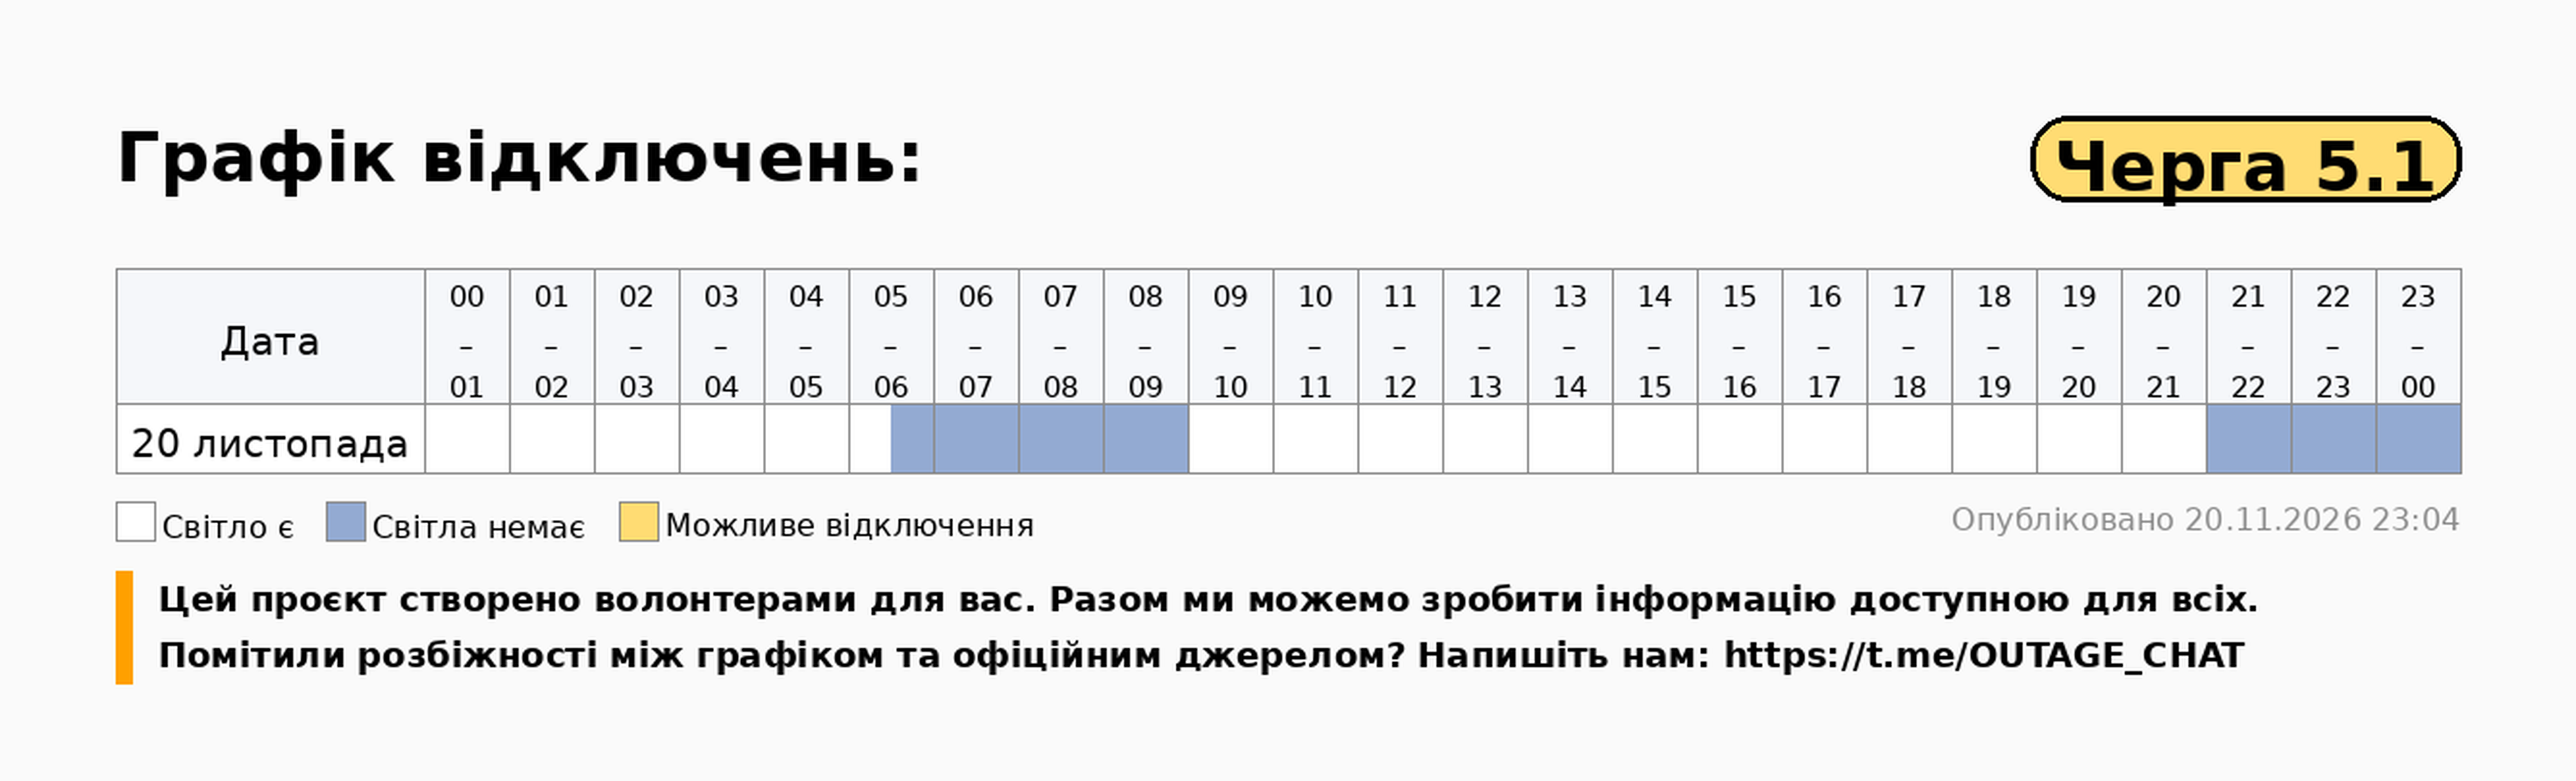 Графік відключень:
Черга 5.1
Дата
00 – 01
01 – 02
02 – 03
03 – 04
04 – 05
05 – 06
06 – 07
07 – 08
08 – 09
09 – 10
10 – 11
11 – 12
12 – 13
13 – 14
14 – 15
15 – 16
16 – 17
17 – 18
18 – 19
19 – 20
20 – 21
21 – 22
22 – 23
23 – 00
20 листопада
Світло є
Світла немає
Можливе відключення
Опубліковано 20.11.2026 23:04
Цей проєкт створено волонтерами для вас. Разом ми можемо зробити інформацію доступною для всіх.
Помітили розбіжності між графіком та офіційним джерелом? Напишіть нам: https://t.me/OUTAGE_CHAT